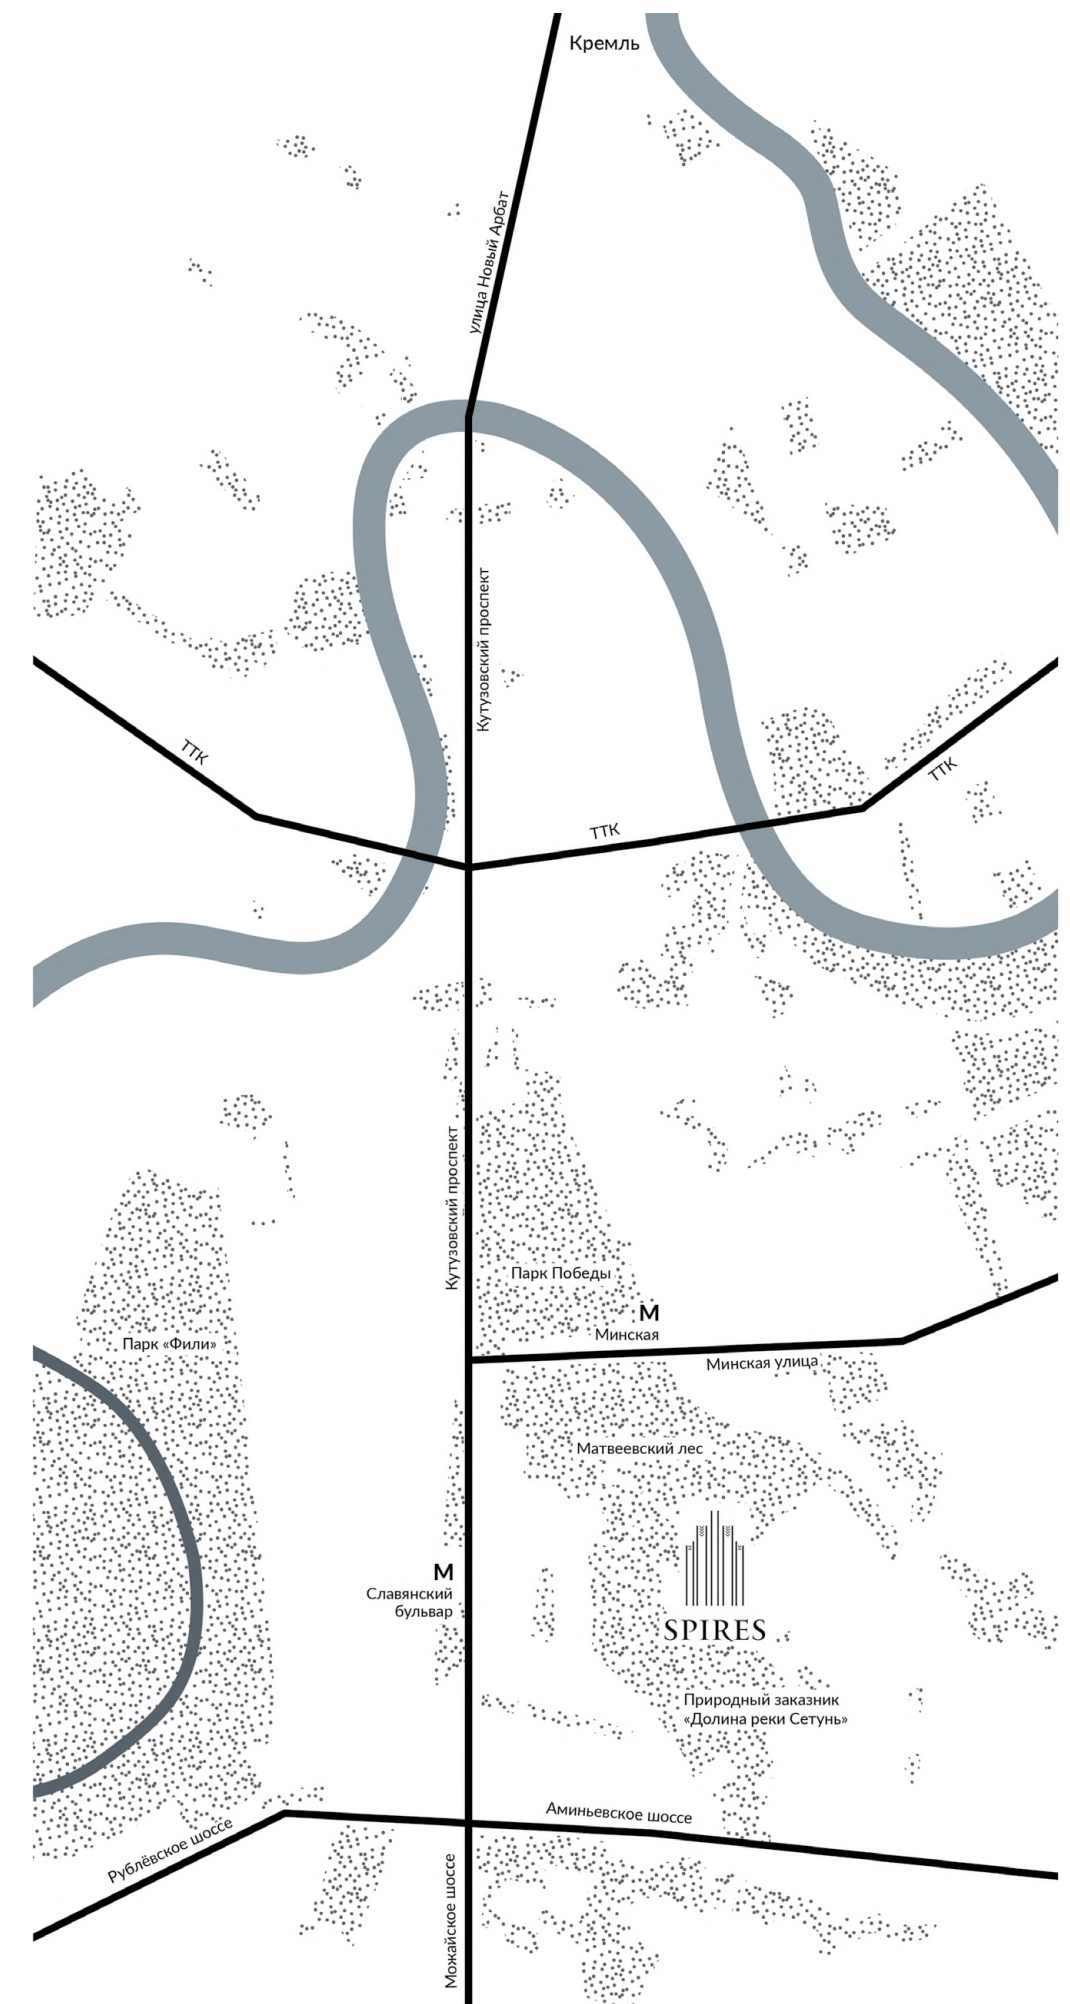 Кремль
улица Новый Арбат
Кутузовский проспект
ТТК
ТТК
ТТК
Кутузовский проспект
Парк Победы
М
Минская
Парк «Фили»
Минская улица
Матвеевский лес
М
Славянский
бульвар
SPIRES
Природный заказник
«Долина реки Сетунь»
Аминьевское шоссе
Рублёвское шоссе
Можайское шоссе